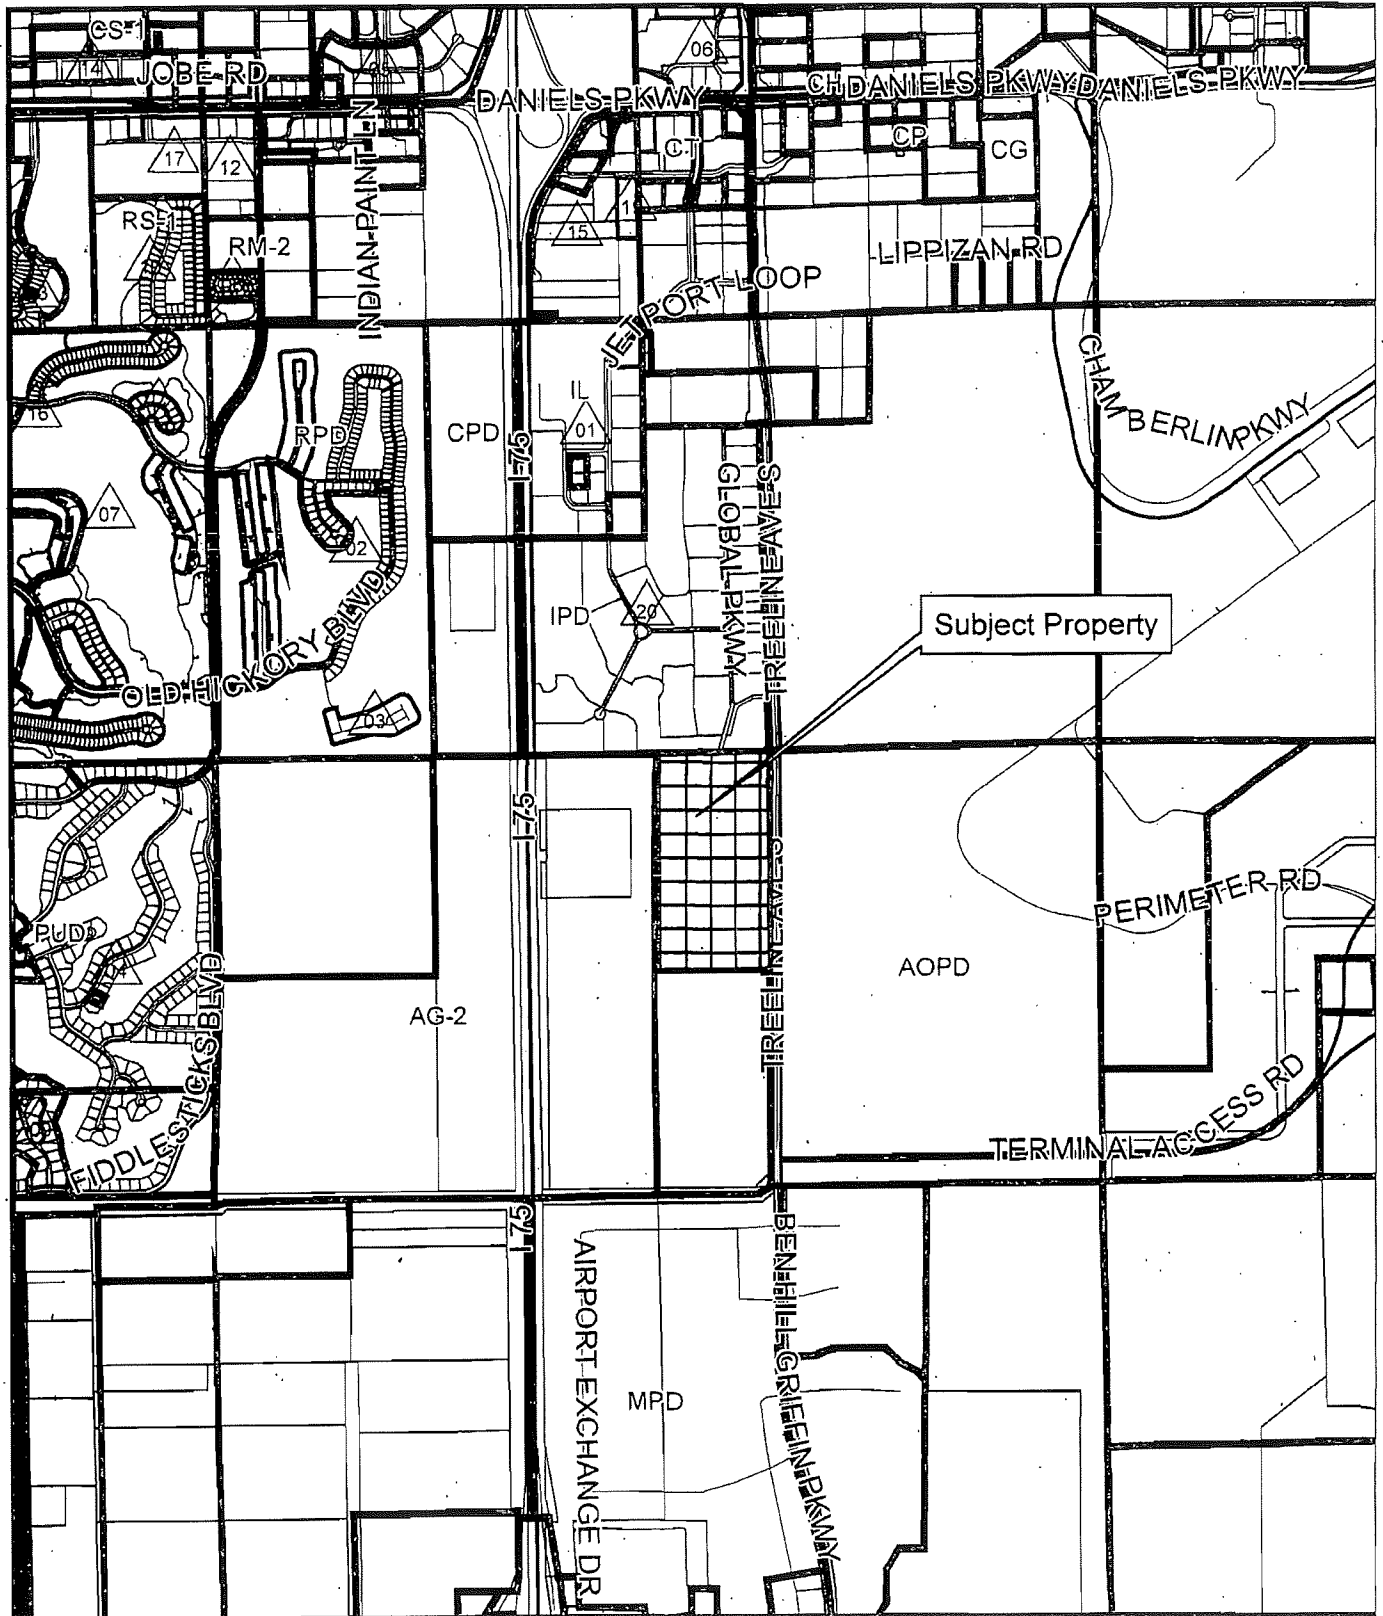 CS-1
14
JOBE RD
06
DANIELS PKWY
CH
DANIELS PKWY
DANIELS PKWY
17
12
INDIAN PAINT LN
CT
CP
CG
RS-1
RM-2
15
LIPPIZAN RD
JETPORT LOOP
CHAMBERLIN PKWY
16
RPD
CPD
I-75
IL
01
GLOBAL PKWY
TREELINE AVE S
07
02
IPD
20
Subject Property
OLD HICKORY BLVD
03
I-75
TREELINE AVE S
PERIMETER RD
PUD
AOPD
FIDDLESTICKS BLVD
AG-2
TERMINAL ACCESS RD
I-75
AIRPORT EXCHANGE DR
BEN HILL GRIFFIN PKWY
MPD